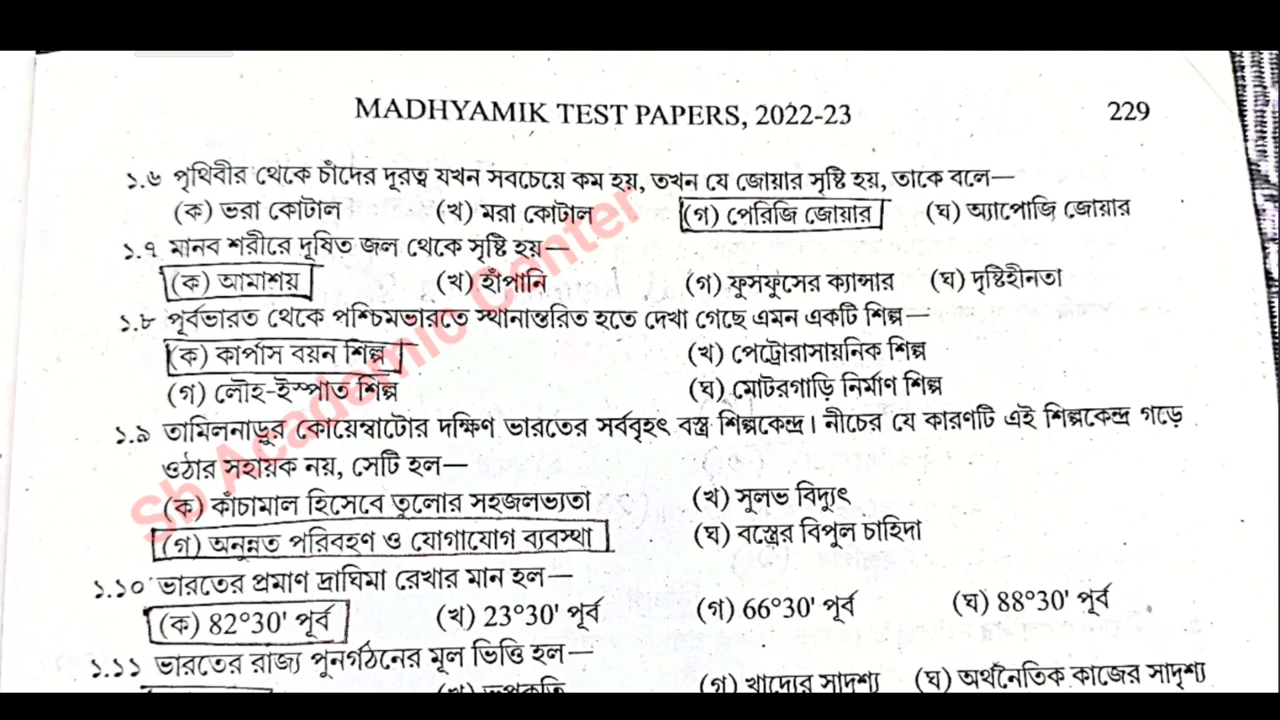 MADHYAMIK TEST PAPERS, 2022-23 229
১.৬ পৃথিবীর থেকে চাঁদের দূরত্ব যখন সবচেয়ে কম হয়, তখন যে জোয়ার সৃষ্টি হয়, তাকে বলে—
(ক) ভরা কোটাল (খ) মরা কোটাল (গ) পেরিজি জোয়ার (ঘ) অ্যাপোজি জোয়ার
১.৭ মানব শরীরে দূষিত জল থেকে সৃষ্টি হয়—
(ক) আমাশয় (খ) হাঁপানি (গ) ফুসফুসের ক্যান্সার (ঘ) দৃষ্টিহীনতা
১.৮ পূর্বভারত থেকে পশ্চিমভারতে স্থানান্তরিত হতে দেখা গেছে এমন একটি শিল্প—
(ক) কার্পাস বয়ন শিল্প (খ) পেট্রোরাসায়নিক শিল্প
(গ) লৌহ-ইস্পাত শিল্প (ঘ) মোটরগাড়ি নির্মাণ শিল্প
১.৯ তামিলনাড়ুর কোয়েম্বাটোর দক্ষিণ ভারতের সর্ববৃহৎ বস্ত্র শিল্পকেন্দ্র। নীচের যে কারণটি এই শিল্পকেন্দ্র গড়ে
ওঠার সহায়ক নয়, সেটি হল—
(ক) কাঁচামাল হিসেবে তুলোর সহজলভ্যতা (খ) সুলভ বিদ্যুৎ
(গ) অনুন্নত পরিবহণ ও যোগাযোগ ব্যবস্থা (ঘ) বস্ত্রের বিপুল চাহিদা
১.১০ ভারতের প্রমাণ দ্রাঘিমা রেখার মান হল—
(ক) 82°30' পূর্ব (খ) 23°30' পূর্ব (গ) 66°30' পূর্ব (ঘ) 88°30' পূর্ব
১.১১ ভারতের রাজ্য পুনর্গঠনের মূল ভিত্তি হল—
(গ) খাদ্যের সাদৃশ্য (ঘ) অর্থনৈতিক কাজের সাদৃশ্য
Sb Academic Center